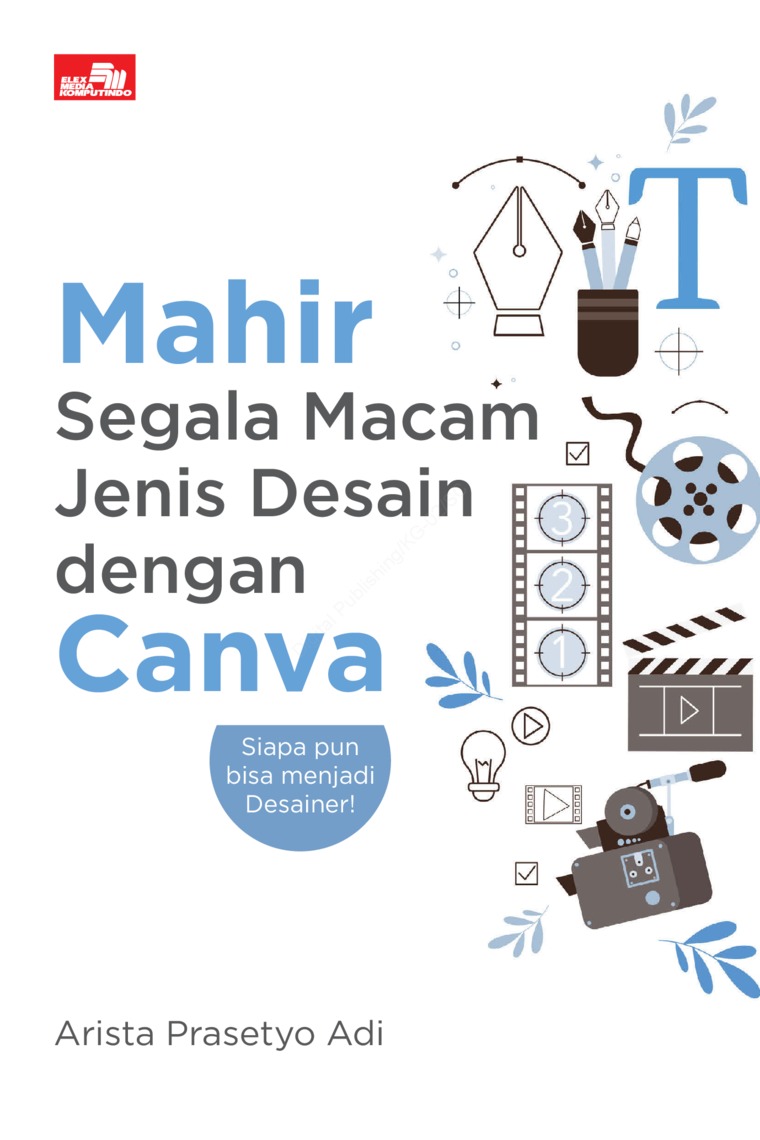 ELEX
MEDIA
KOMPUTINDO
T
Mahir
Segala Macam
Jenis Desain
dengan
Canva
3
2
1
Siapa pun
bisa menjadi
Desainer!
Arista Prasetyo Adi